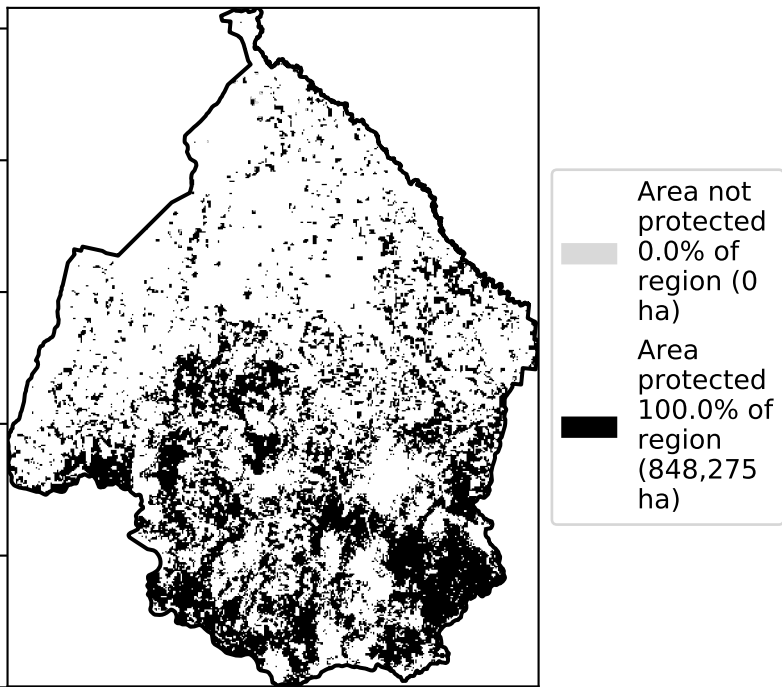 Area not
protected
0.0% of
region (0
ha)
Area
protected
100.0% of
region
(848,275
ha)